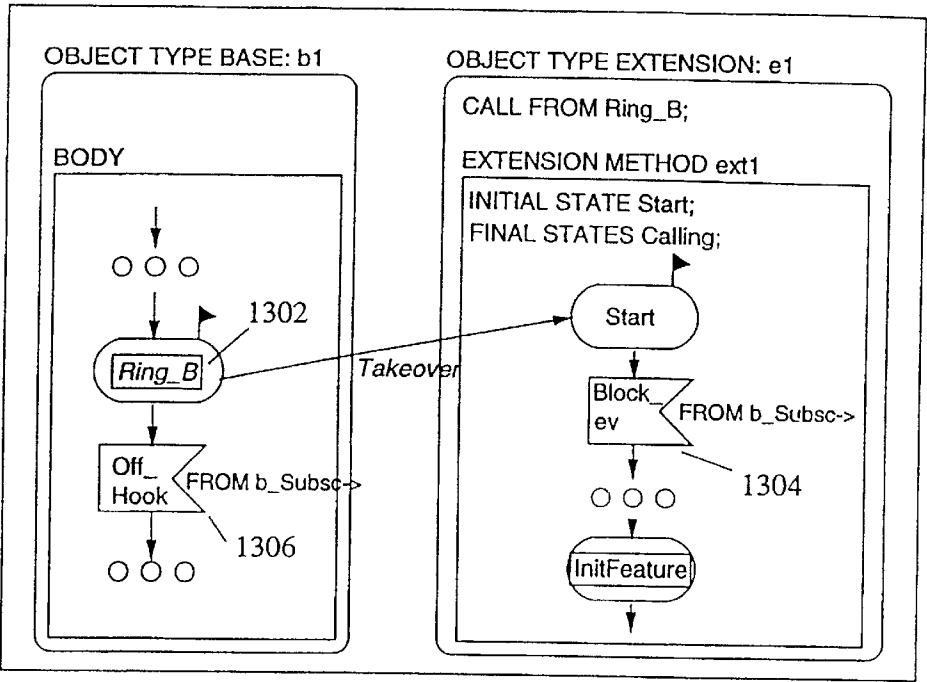 OBJECT TYPE BASE: b1
BODY
Ring_B
1302
Takeover
Off_
Hook
FROM b_Subsc->
1306
OBJECT TYPE EXTENSION: e1
CALL FROM Ring_B;
EXTENSION METHOD ext1
INITIAL STATE Start;
FINAL STATES Calling;
Start
Block_
ev
FROM b_Subsc->
1304
InitFeature